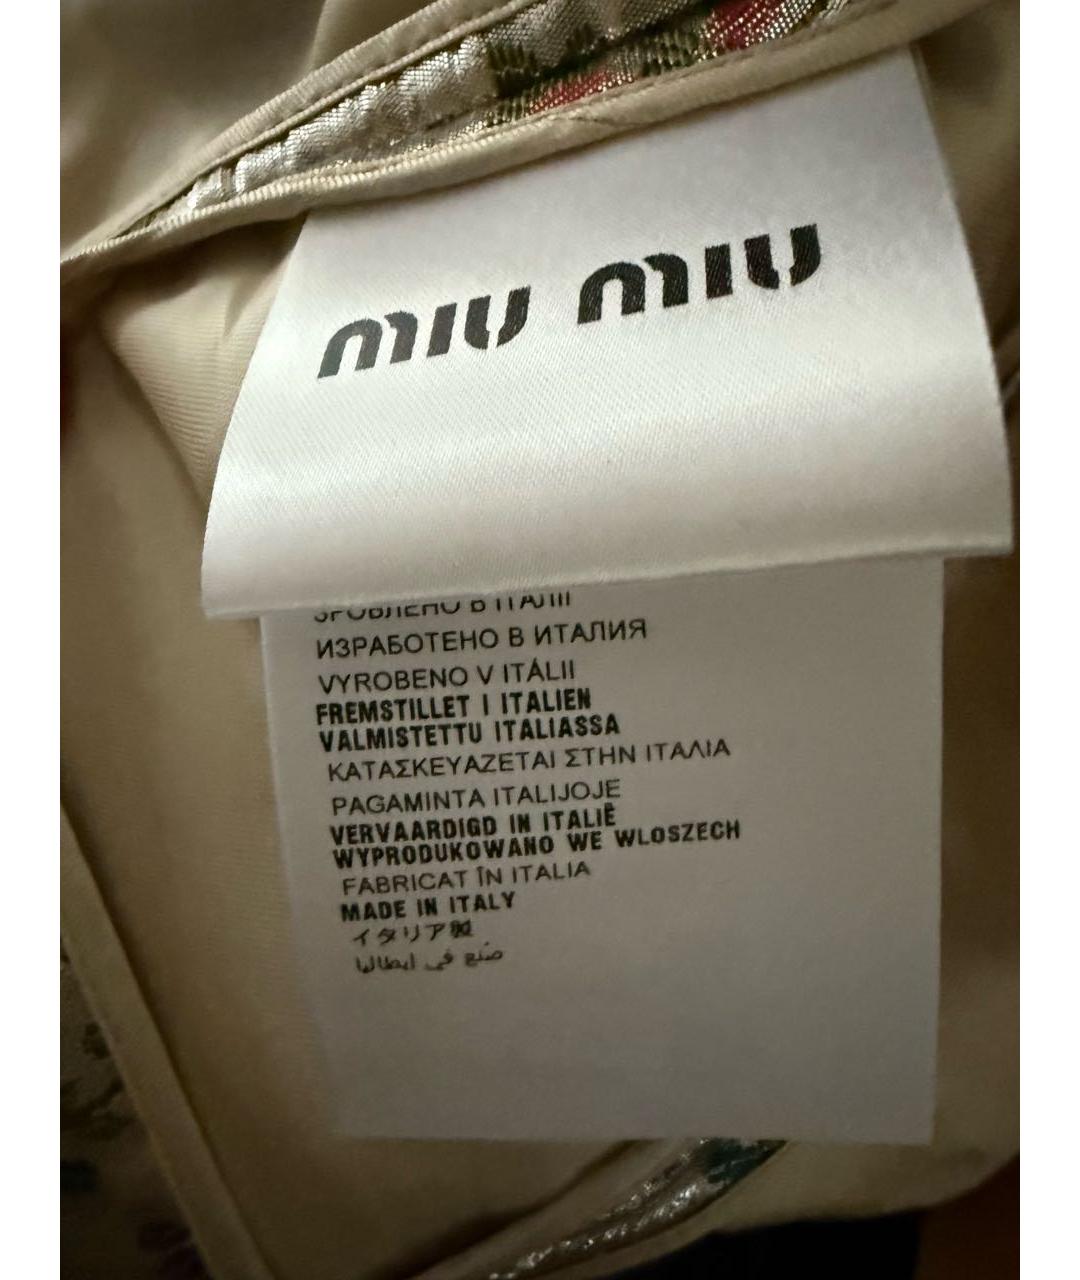 miu miu
ЗРОБЛЕНО В ІТАЛІЇ
ИЗРАБОТЕНО В ИТАЛИЯ
VYROBENO V ITÁLII
FREMSTILLET I ITALIEN
VALMISTETTU ITALIASSA
ΚΑΤΑΣΚΕΥΑΖΕΤΑΙ ΣΤΗΝ ΙΤΑΛΙΑ
PAGAMINTA ITALIJOJE
VERVAARDIGD IN ITALIË
WYPRODUKOWANO WE WLOSZECH
FABRICAT ÎN ITALIA
MADE IN ITALY
イタリア製
صُنع في ايطاليا